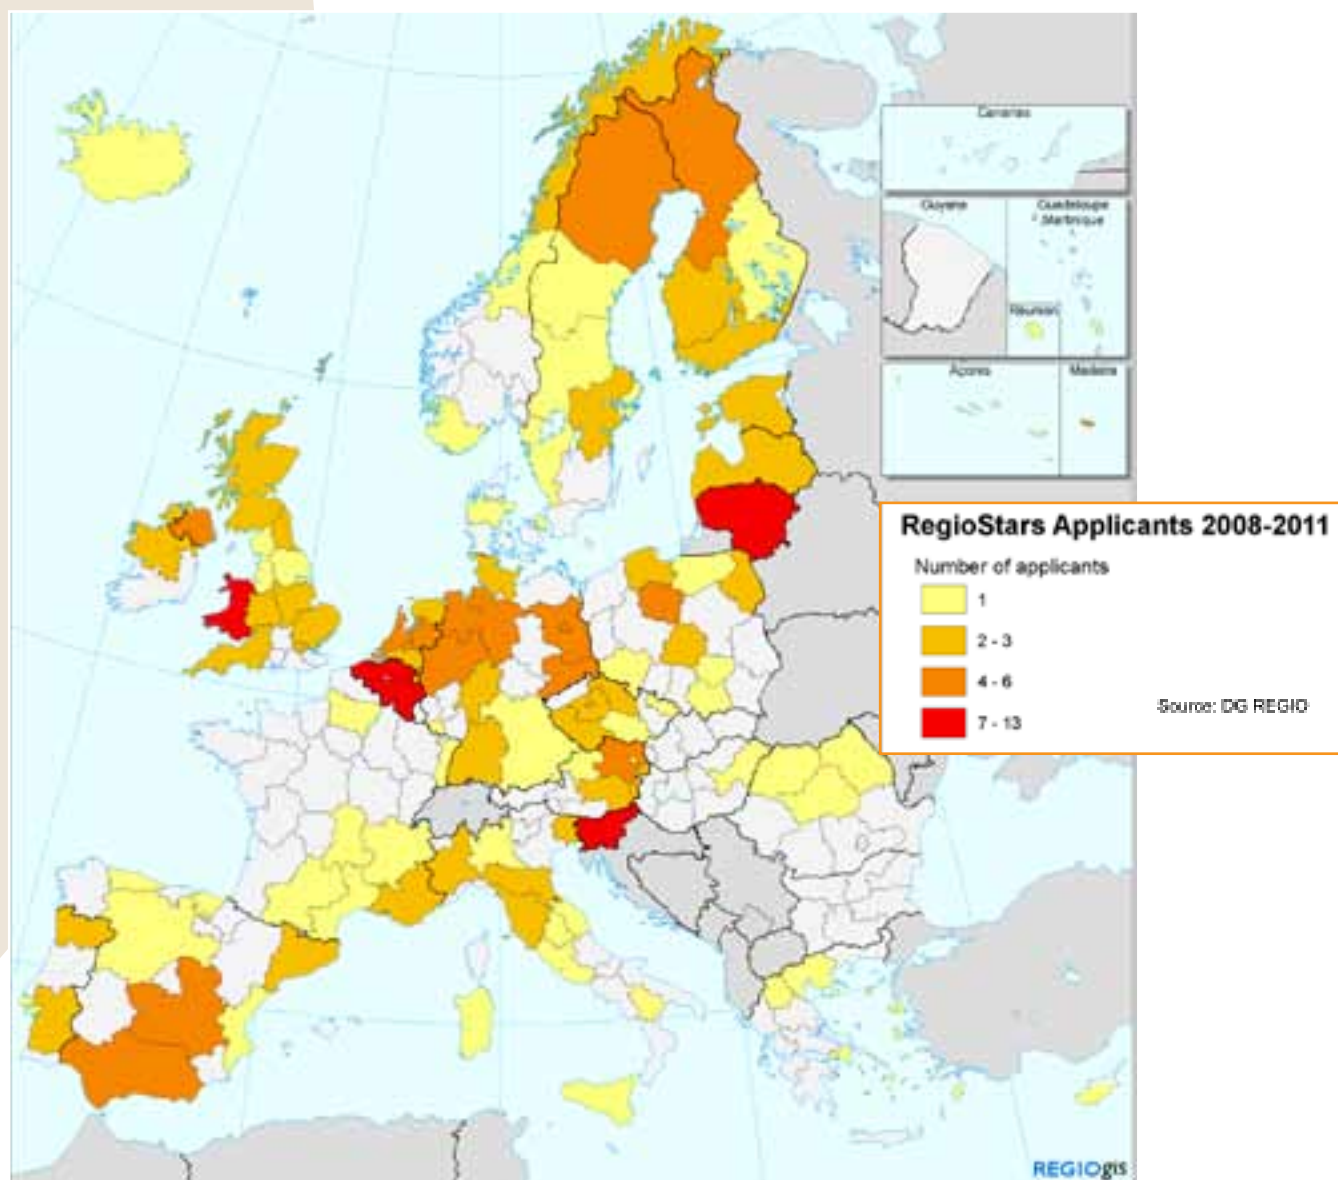 Canarias
Guyane
Guadeloupe
Martinique
Réunion
Açores
Madeira
RegioStars Applicants 2008-2011
Number of applicants
1
2 - 3
4 - 6
7 - 13
Source: DG REGIO
REGIOgis